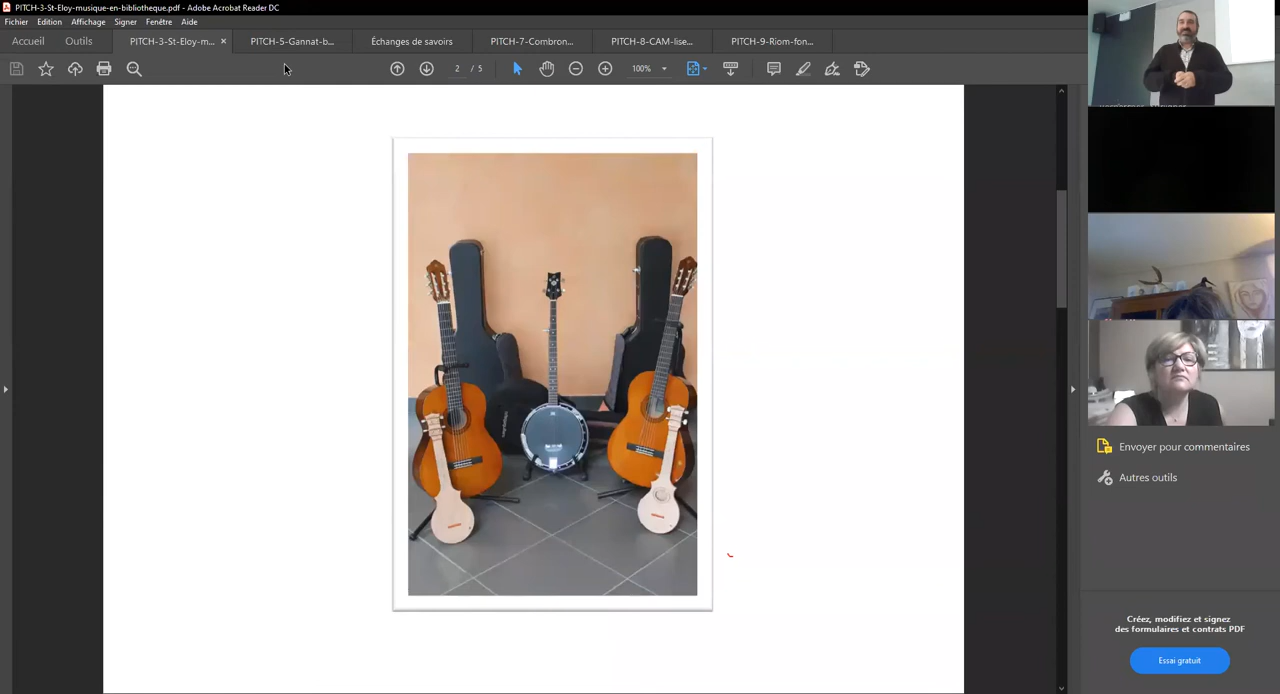 PITCH-3-St-Eloy-musique-en-bibliotheque.pdf - Adobe Acrobat Reader DC
Fichier Edition Affichage Signer Fenêtre Aide
Accueil Outils PITCH-3-St-Eloy-m... × PITCH-5-Gannat-b... Échanges de savoirs PITCH-7-Combron... PITCH-8-CAM-lise... PITCH-9-Riom-fon...
2 / 5 100%
Envoyer pour commentaires
Autres outils
Créez, modifiez et signez
des formulaires et contrats PDF
Essai gratuit